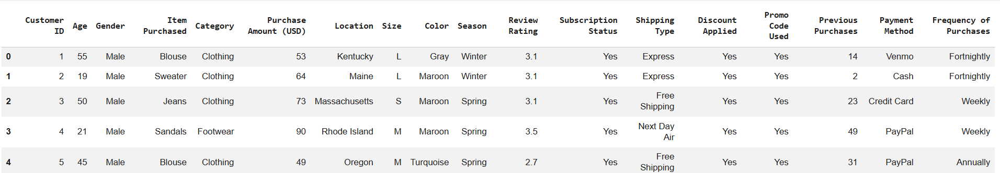 Customer ID Age Gender Item Purchased Category Purchase Amount (USD) Location Size Color Season Review Rating Subscription Status Shipping Type Discount Applied Promo Code Used Previous Purchases Payment Method Frequency of Purchases
0 1 55 Male Blouse Clothing 53 Kentucky L Gray Winter 3.1 Yes Express Yes Yes 14 Venmo Fortnightly
1 2 19 Male Sweater Clothing 64 Maine L Maroon Winter 3.1 Yes Express Yes Yes 2 Cash Fortnightly
2 3 50 Male Jeans Clothing 73 Massachusetts S Maroon Spring 3.1 Yes Free Shipping Yes Yes 23 Credit Card Weekly
3 4 21 Male Sandals Footwear 90 Rhode Island M Maroon Spring 3.5 Yes Next Day Air Yes Yes 49 PayPal Weekly
4 5 45 Male Blouse Clothing 49 Oregon M Turquoise Spring 2.7 Yes Free Shipping Yes Yes 31 PayPal Annually